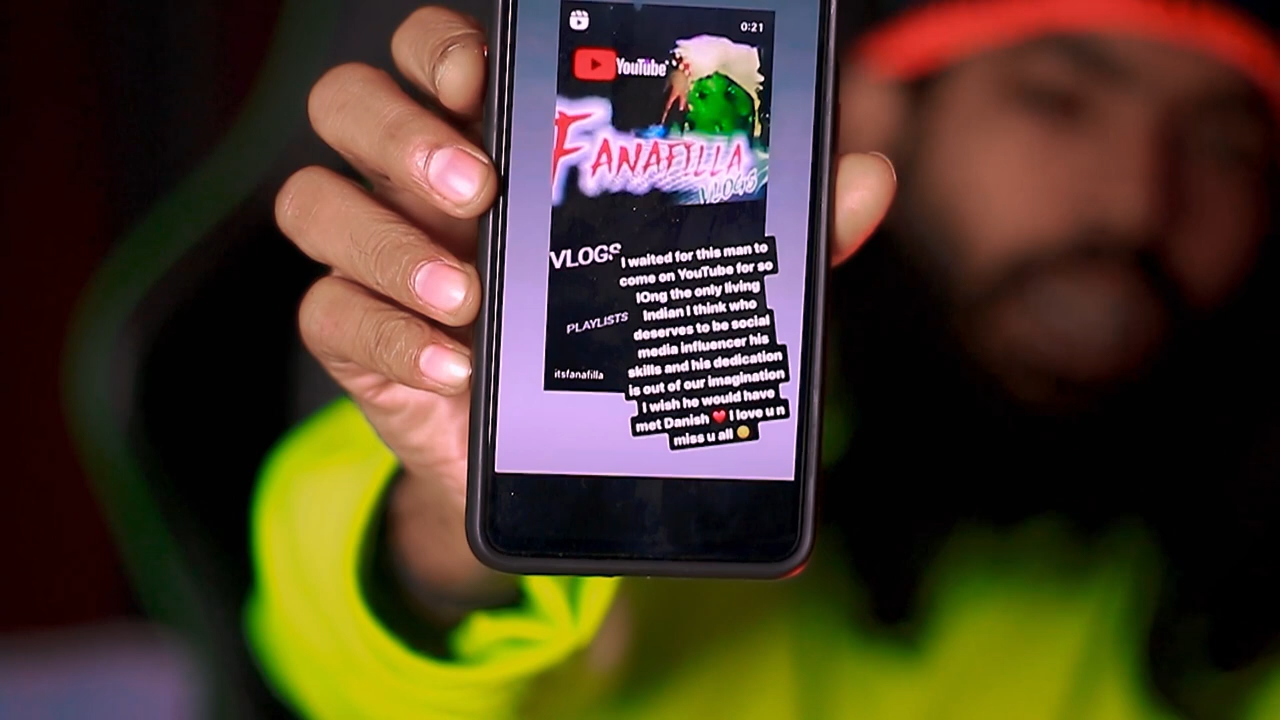 0:21
YouTube
FANAFILLA
VLOGS
VLOGS
PLAYLISTS
itsfanafilla
I waited for this man to
come on YouTube for so
lOng the only living
Indian I think who
deserves to be social
media influencer his
skills and his dedication
is out of our imagination
I wish he would have
met Danish ❤️ I love u n
miss u all